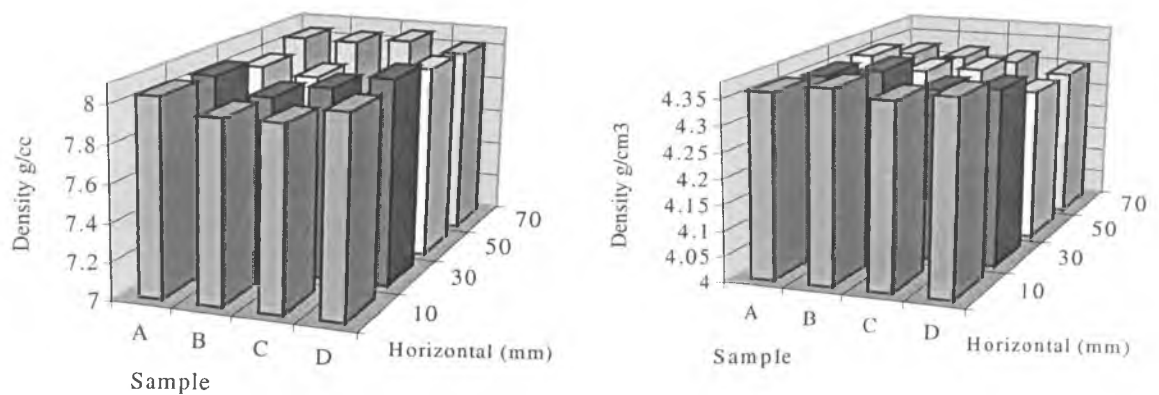 Density g/cc
8
7.8
7.6
7.4
7.2
7
A B C D
Sample
10
30
50
70
Horizontal (mm)
Density g/cm3
4.35
4.3
4.25
4.2
4.15
4.1
4.05
4
A B C D
Sample
10
30
50
70
Horizontal (mm)